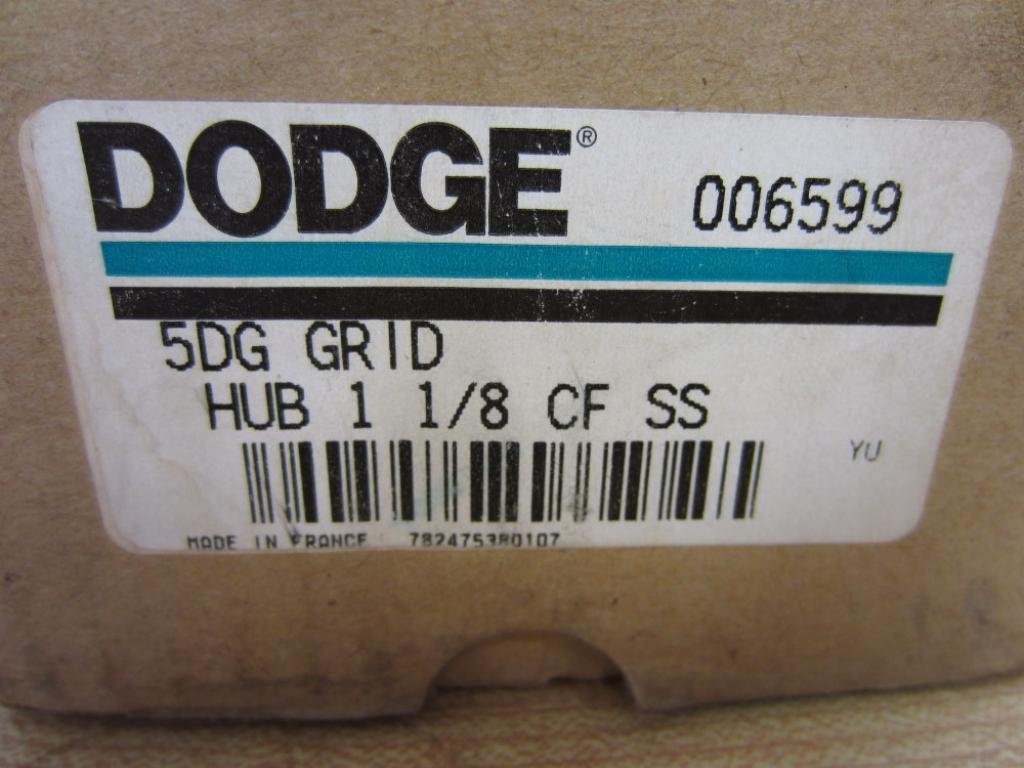 DODGE® 006599
5DG GRID
HUB 1 1/8 CF SS
YU
MADE IN FRANCE 782475380107